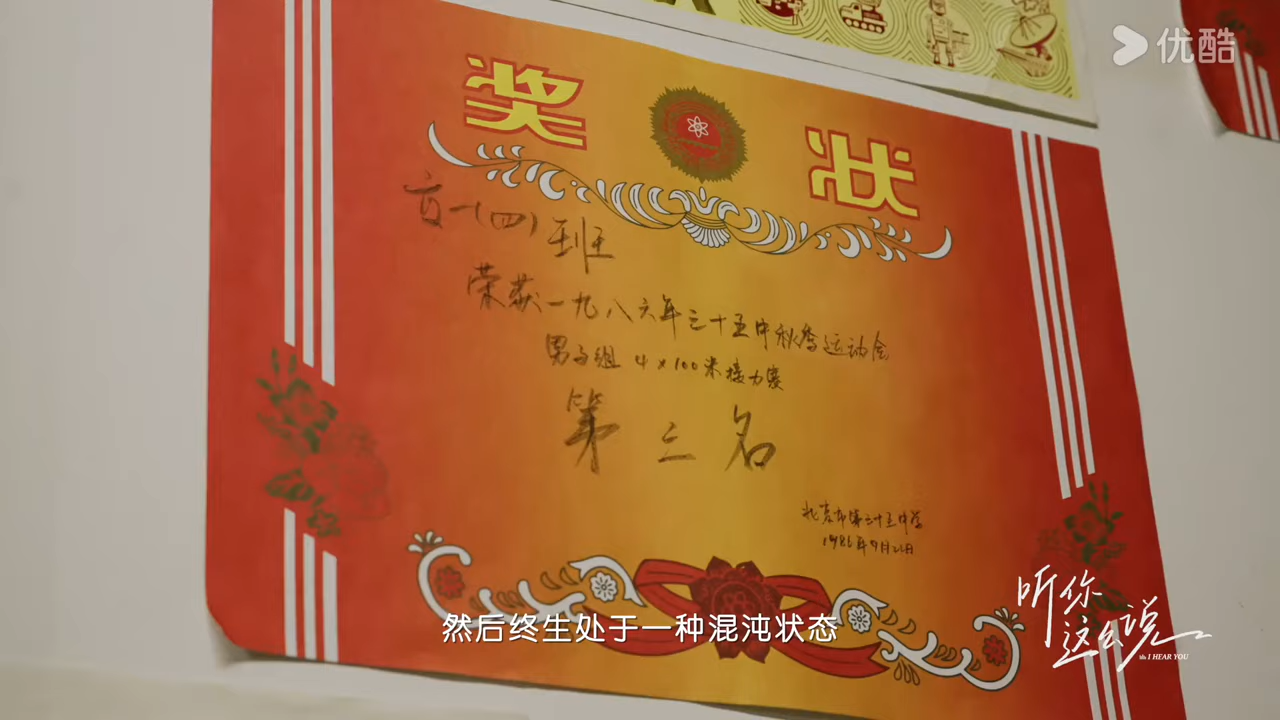 优酷
奖 状
高一(四)班
荣获一九八六年三十五中秋季运动会
男子组 4×100米接力赛
第三名
北京市第三十五中学
1986年9月
然后终生处于一种混沌状态
听你
这么说
tils I HEAR YOU